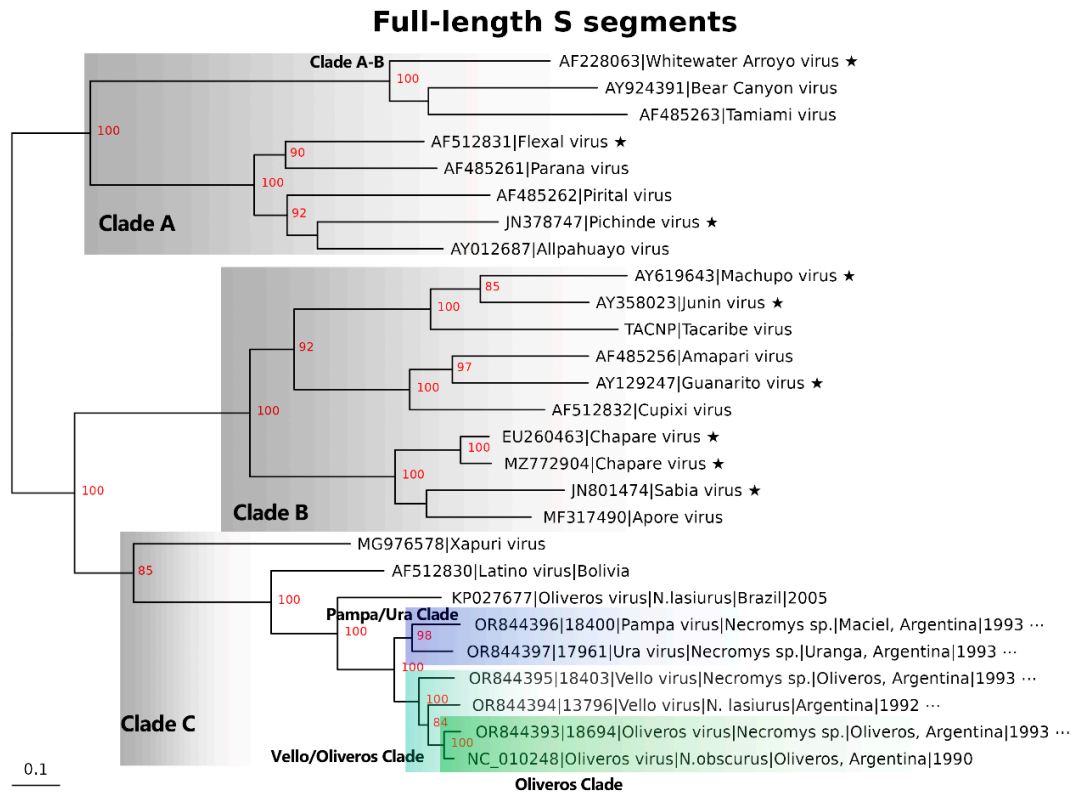 Full-length S segments
Clade A-B
AF228063|Whitewater Arroyo virus ★
100
AY924391|Bear Canyon virus
AF485263|Tamiami virus
100
AF512831|Flexal virus ★
90
AF485261|Parana virus
100
AF485262|Pirital virus
92
Clade A
JN378747|Pichinde virus ★
AY012687|Allpahuayo virus
AY619643|Machupo virus ★
85
AY358023|Junin virus ★
100
TACNP|Tacaribe virus
92
AF485256|Amapari virus
97
AY129247|Guanarito virus ★
100
100
AF512832|Cupixi virus
EU260463|Chapare virus ★
100
MZ772904|Chapare virus ★
100
100
JN801474|Sabia virus ★
Clade B
MF317490|Apore virus
MG976578|Xapuri virus
85
AF512830|Latino virus|Bolivia
100
KP027677|Oliveros virus|N.lasiurus|Brazil|2005
Pampa/Ura Clade
OR844396|18400|Pampa virus|Necromys sp.|Maciel, Argentina|1993 ···
100
98
OR844397|17961|Ura virus|Necromys sp.|Uranga, Argentina|1993 ···
100
OR844395|18403|Vello virus|Necromys sp.|Oliveros, Argentina|1993 ···
100
OR844394|13796|Vello virus|N. lasiurus|Argentina|1992 ···
84
Clade C
OR844393|18694|Oliveros virus|Necromys sp.|Oliveros, Argentina|1993 ···
100
Vello/Oliveros Clade
NC_010248|Oliveros virus|N.obscurus|Oliveros, Argentina|1990
0.1
Oliveros Clade